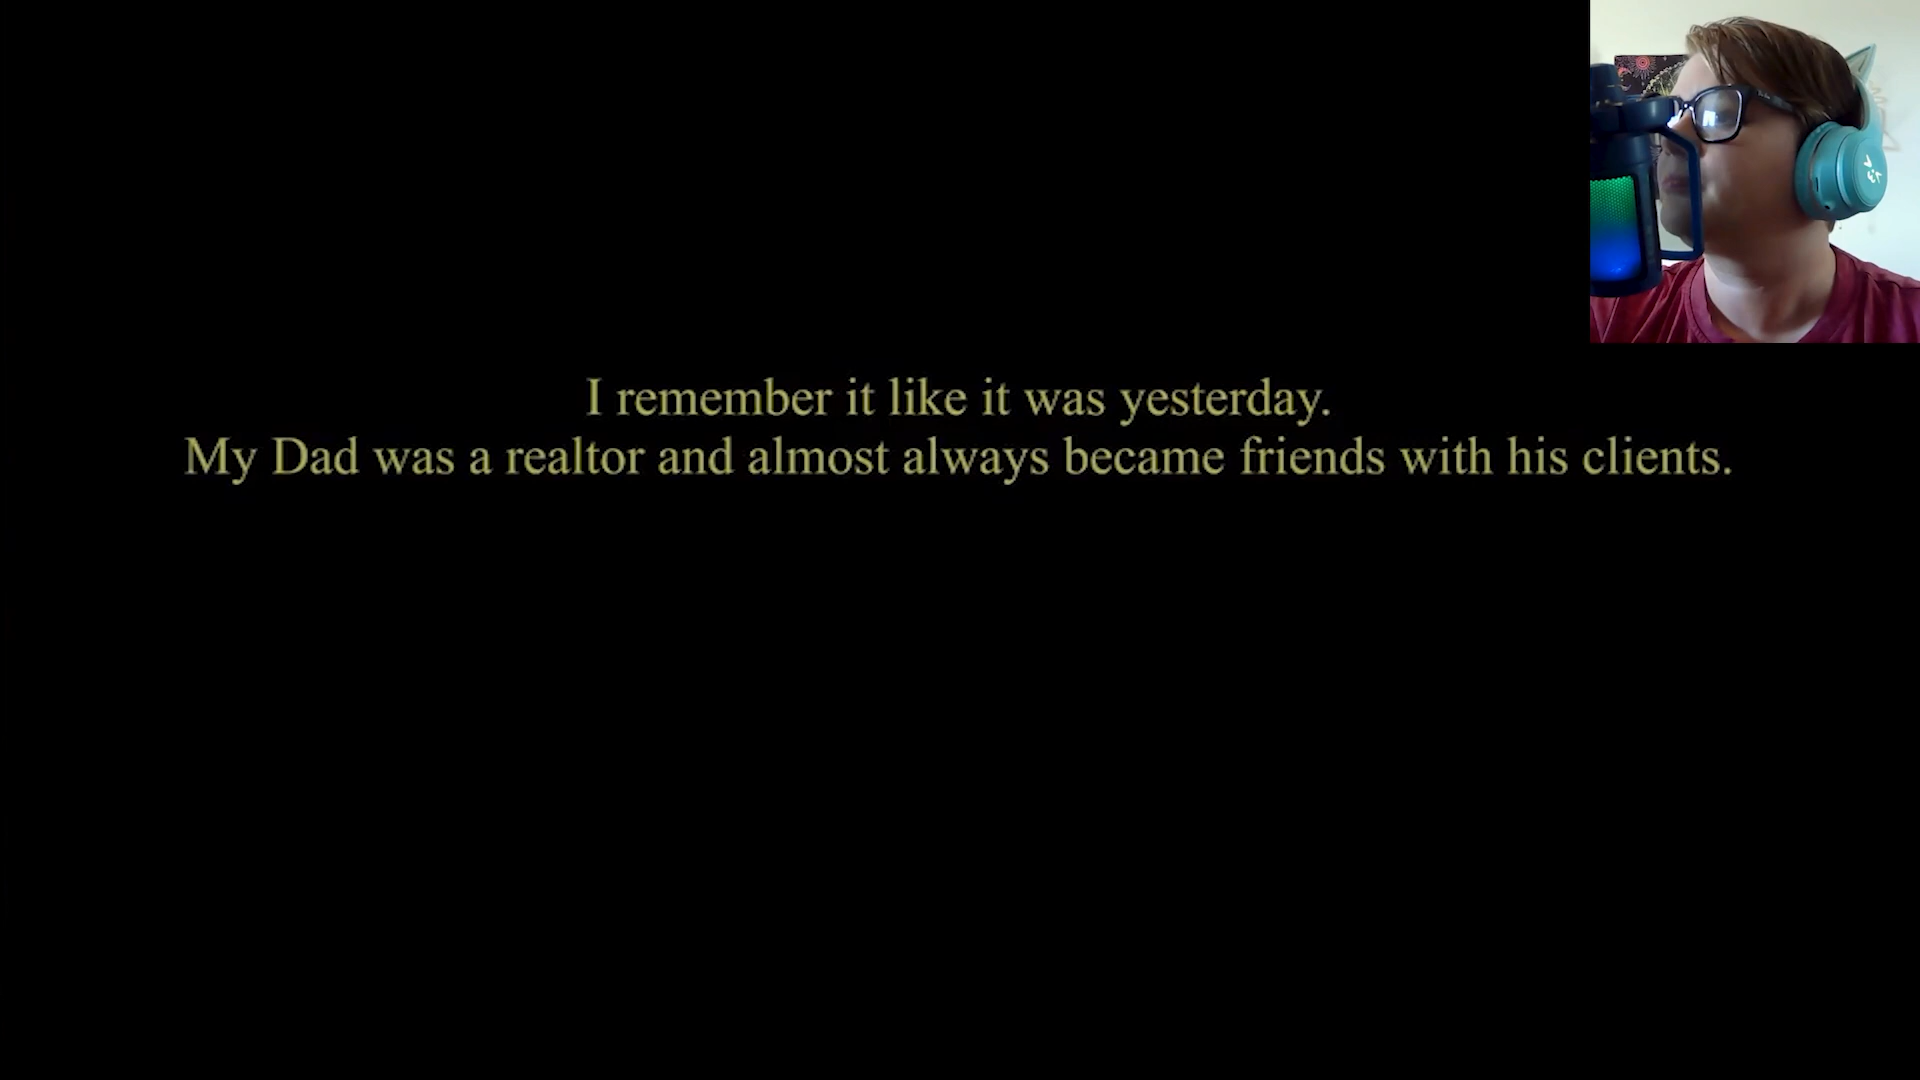 I remember it like it was yesterday.
My Dad was a realtor and almost always became friends with his clients.